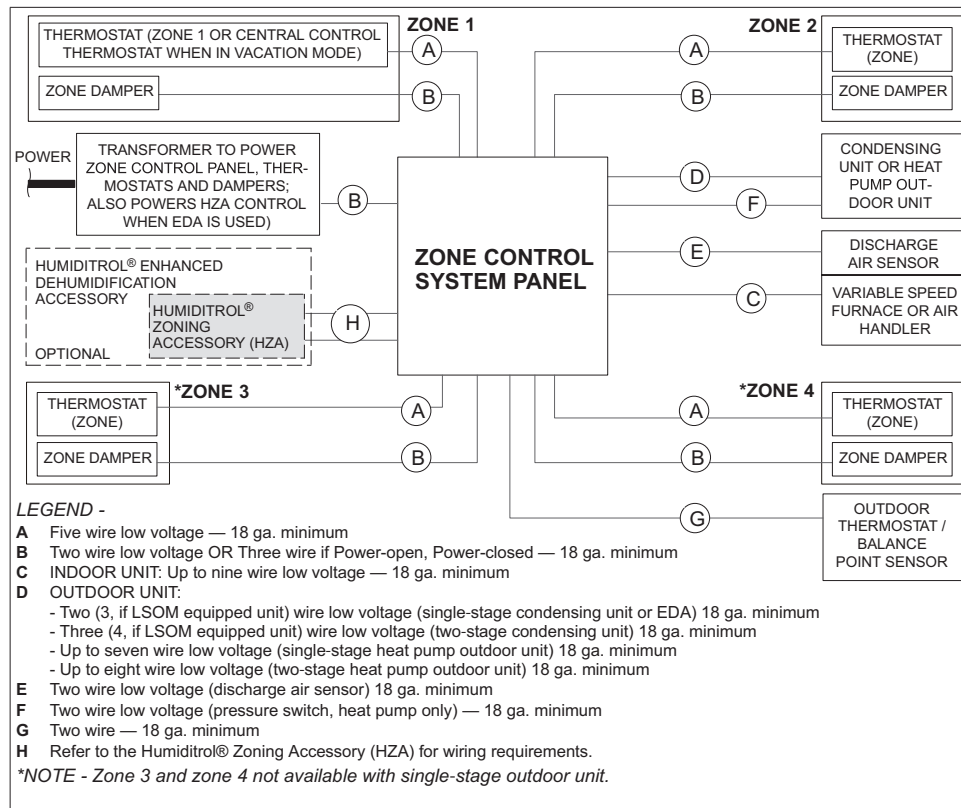 ZONE 1
THERMOSTAT (ZONE 1 OR CENTRAL CONTROL
THERMOSTAT WHEN IN VACATION MODE)
A
ZONE DAMPER
B
ZONE 2
A
THERMOSTAT
(ZONE)
B
ZONE DAMPER
POWER
TRANSFORMER TO POWER
ZONE CONTROL PANEL, THER-
MOSTATS AND DAMPERS;
ALSO POWERS HZA CONTROL
WHEN EDA IS USED)
B
HUMIDITROL® ENHANCED
DEHUMIDIFICATION
ACCESSORY
HUMIDITROL®
ZONING
ACCESSORY (HZA)
OPTIONAL
H
ZONE CONTROL
SYSTEM PANEL
D
F
CONDENSING
UNIT OR HEAT
PUMP OUT-
DOOR UNIT
E
DISCHARGE
AIR SENSOR
C
VARIABLE SPEED
FURNACE OR AIR
HANDLER
*ZONE 3
THERMOSTAT
(ZONE)
A
ZONE DAMPER
B
*ZONE 4
A
THERMOSTAT
(ZONE)
B
ZONE DAMPER
G
OUTDOOR
THERMOSTAT /
BALANCE
POINT SENSOR
LEGEND -
A Five wire low voltage — 18 ga. minimum
B Two wire low voltage OR Three wire if Power-open, Power-closed — 18 ga. minimum
C INDOOR UNIT: Up to nine wire low voltage — 18 ga. minimum
D OUTDOOR UNIT:
- Two (3, if LSOM equipped unit) wire low voltage (single-stage condensing unit or EDA) 18 ga. minimum
- Three (4, if LSOM equipped unit) wire low voltage (two-stage condensing unit) 18 ga. minimum
- Up to seven wire low voltage (single-stage heat pump outdoor unit) 18 ga. minimum
- Up to eight wire low voltage (two-stage heat pump outdoor unit) 18 ga. minimum
E Two wire low voltage (discharge air sensor) 18 ga. minimum
F Two wire low voltage (pressure switch, heat pump only) — 18 ga. minimum
G Two wire — 18 ga. minimum
H Refer to the Humiditrol® Zoning Accessory (HZA) for wiring requirements.
*NOTE - Zone 3 and zone 4 not available with single-stage outdoor unit.